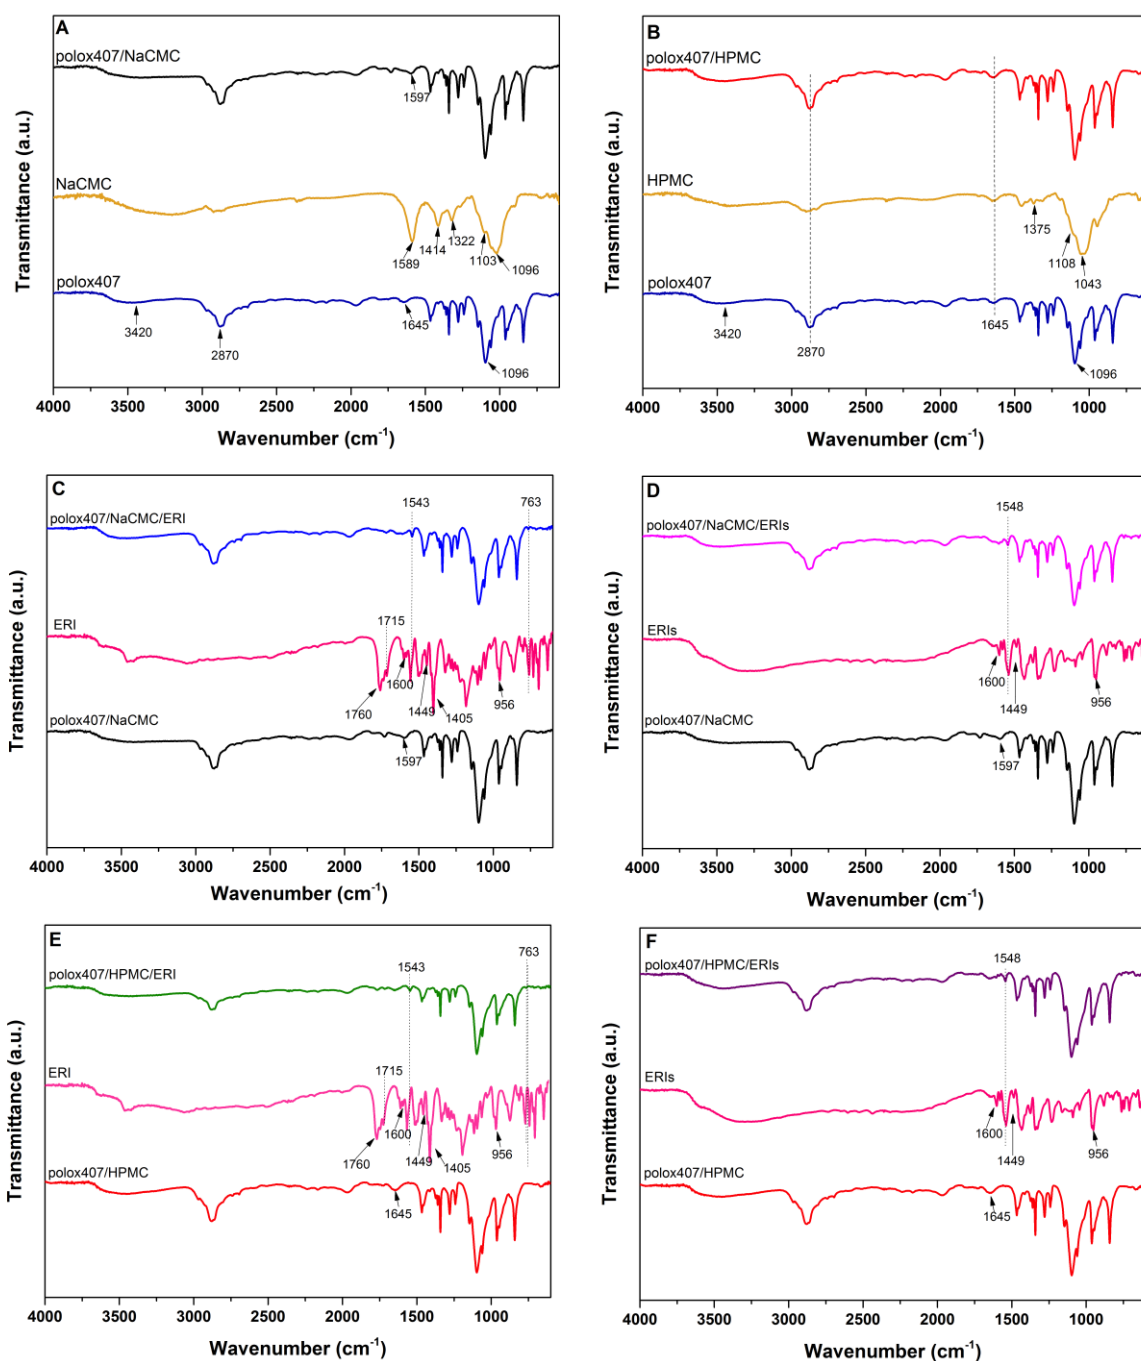 A
polox407/NaCMC
1597
NaCMC
1589
1414
1322
1103
1096
polox407
3420
2870
1645
1096
Transmittance (a.u.)
4000 3500 3000 2500 2000 1500 1000
Wavenumber (cm-1)
B
polox407/HPMC
HPMC
1375
1108
1043
polox407
3420
2870
1645
1096
Transmittance (a.u.)
4000 3500 3000 2500 2000 1500 1000
Wavenumber (cm-1)
C
1543
763
polox407/NaCMC/ERI
ERI
1715
1760
1600
1449
1405
956
polox407/NaCMC
1597
Transmittance (a.u.)
4000 3500 3000 2500 2000 1500 1000
Wavenumber (cm-1)
D
1548
polox407/NaCMC/ERIs
ERIs
1600
1449
956
polox407/NaCMC
1597
Transmittance (a.u.)
4000 3500 3000 2500 2000 1500 1000
Wavenumber (cm-1)
E
1543
763
polox407/HPMC/ERI
ERI
1715
1760
1600
1449
1405
956
polox407/HPMC
1645
Transmittance (a.u.)
4000 3500 3000 2500 2000 1500 1000
Wavenumber (cm-1)
F
1548
polox407/HPMC/ERIs
ERIs
1600
1449
956
polox407/HPMC
1645
Transmittance (a.u.)
4000 3500 3000 2500 2000 1500 1000
Wavenumber (cm-1)